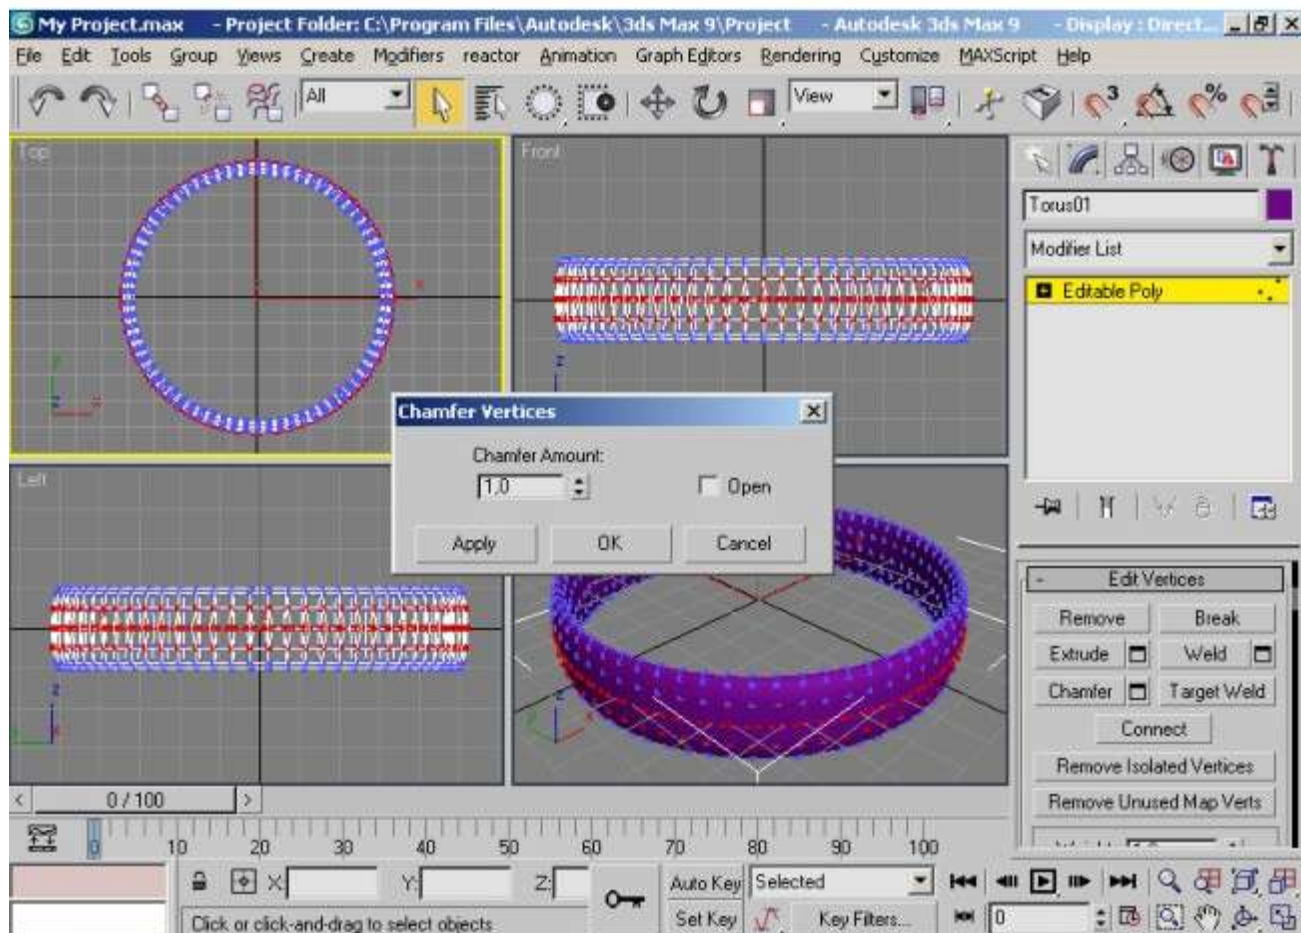 My Project.max - Project Folder: C:\Program Files\Autodesk\3ds Max 9\Project - Autodesk 3ds Max 9 - Display : Direct...
File Edit Tools Group Views Create Modifiers reactor Animation Graph Editors Rendering Customize MAXScript Help
All View
Top Front
Torus01
Modifier List
Editable Poly
Chamfer Vertices
Chamfer Amount:
1,0 Open
Apply OK Cancel
Left
Edit Vertices
Remove Break
Extrude Weld
Chamfer Target Weld
Connect
Remove Isolated Vertices
Remove Unused Map Verts
0 / 100
0 10 20 30 40 50 60 70 80 90 100
X: Y: Z: Auto Key Selected
Click or click-and-drag to select objects Set Key Key Filters... 0